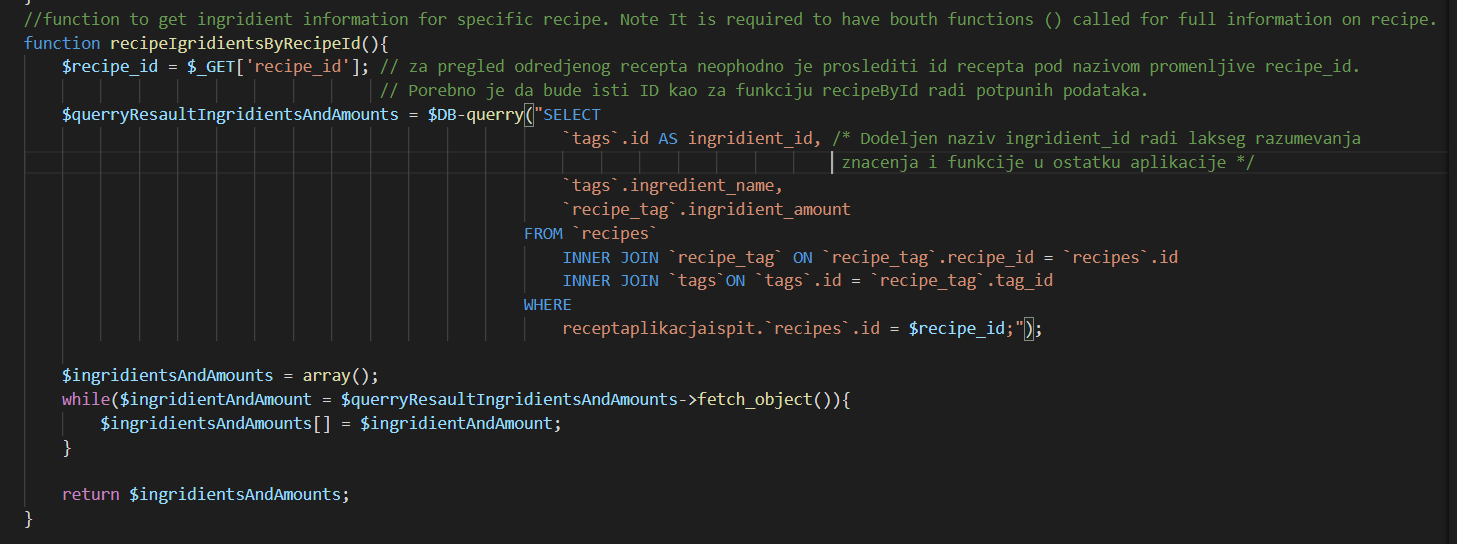 }
//function to get ingridient information for specific recipe. Note It is required to have bouth functions () called for full information on recipe.
function recipeIgridientsByRecipeId(){
$recipe_id = $_GET['recipe_id']; // za pregled odredjenog recepta neophodno je proslediti id recepta pod nazivom promenljive recipe_id.
// Porebno je da bude isti ID kao za funkciju recipeById radi potpunih podataka.
$querryResaultIngridientsAndAmounts = $DB-querry("SELECT
`tags`.id AS ingridient_id, /* Dodeljen naziv ingridient_id radi lakseg razumevanja
znacenja i funkcije u ostatku aplikacije */
`tags`.ingredient_name,
`recipe_tag`.ingridient_amount
FROM `recipes`
INNER JOIN `recipe_tag` ON `recipe_tag`.recipe_id = `recipes`.id
INNER JOIN `tags`ON `tags`.id = `recipe_tag`.tag_id
WHERE
receptaplikacjaispit.`recipes`.id = $recipe_id;");
$ingridientsAndAmounts = array();
while($ingridientAndAmount = $querryResaultIngridientsAndAmounts->fetch_object()){
$ingridientsAndAmounts[] = $ingridientAndAmount;
}
return $ingridientsAndAmounts;
}